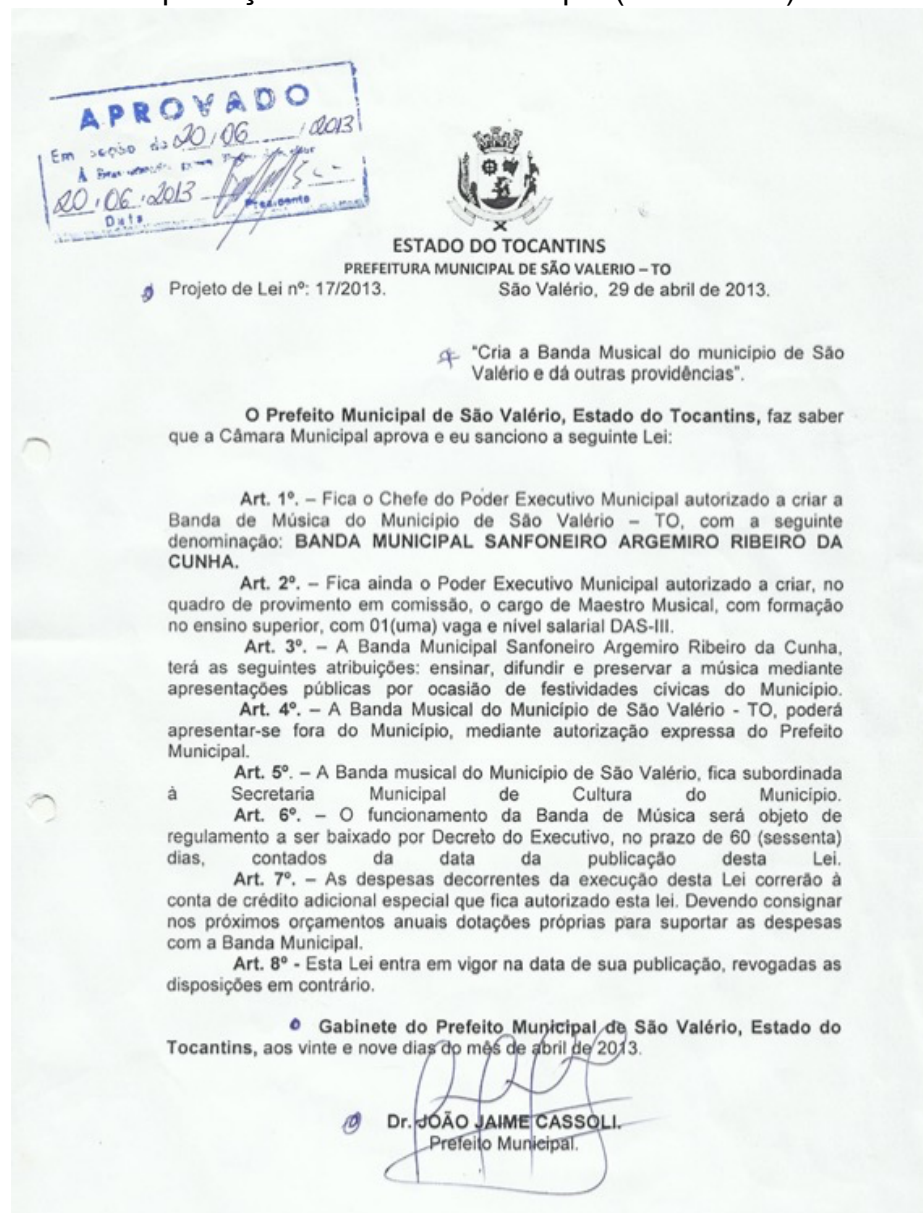 APROVADO
Em seção de 20/06/2013
20/06/2013
Presidente
Data
ESTADO DO TOCANTINS
PREFEITURA MUNICIPAL DE SÃO VALERIO – TO
Projeto de Lei nº: 17/2013. São Valério, 29 de abril de 2013.
"Cria a Banda Musical do município de São
Valério e dá outras providências".
O Prefeito Municipal de São Valério, Estado do Tocantins, faz saber
que a Câmara Municipal aprova e eu sanciono a seguinte Lei:
Art. 1º. – Fica o Chefe do Poder Executivo Municipal autorizado a criar a
Banda de Música do Município de São Valério – TO, com a seguinte
denominação: BANDA MUNICIPAL SANFONEIRO ARGEMIRO RIBEIRO DA
CUNHA.
Art. 2º. – Fica ainda o Poder Executivo Municipal autorizado a criar, no
quadro de provimento em comissão, o cargo de Maestro Musical, com formação
no ensino superior, com 01(uma) vaga e nivel salarial DAS-III.
Art. 3º. – A Banda Municipal Sanfoneiro Argemiro Ribeiro da Cunha,
terá as seguintes atribuições: ensinar, difundir e preservar a música mediante
apresentações públicas por ocasião de festividades cívicas do Município.
Art. 4º. – A Banda Musical do Município de São Valério - TO, poderá
apresentar-se fora do Município, mediante autorização expressa do Prefeito
Municipal.
Art. 5º. – A Banda musical do Município de São Valério, fica subordinada
à Secretaria Municipal de Cultura do Município.
Art. 6º. – O funcionamento da Banda de Música será objeto de
regulamento a ser baixado por Decreto do Executivo, no prazo de 60 (sessenta)
dias, contados da data da publicação desta Lei.
Art. 7º. – As despesas decorrentes da execução desta Lei correrão à
conta de crédito adicional especial que fica autorizado esta lei. Devendo consignar
nos próximos orçamentos anuais dotações próprias para suportar as despesas
com a Banda Municipal.
Art. 8º - Esta Lei entra em vigor na data de sua publicação, revogadas as
disposições em contrário.
Gabinete do Prefeito Municipal de São Valério, Estado do
Tocantins, aos vinte e nove dias do mês de abril de 2013.
Dr. JOÃO JAIME CASSOLI.
Prefeito Municipal.